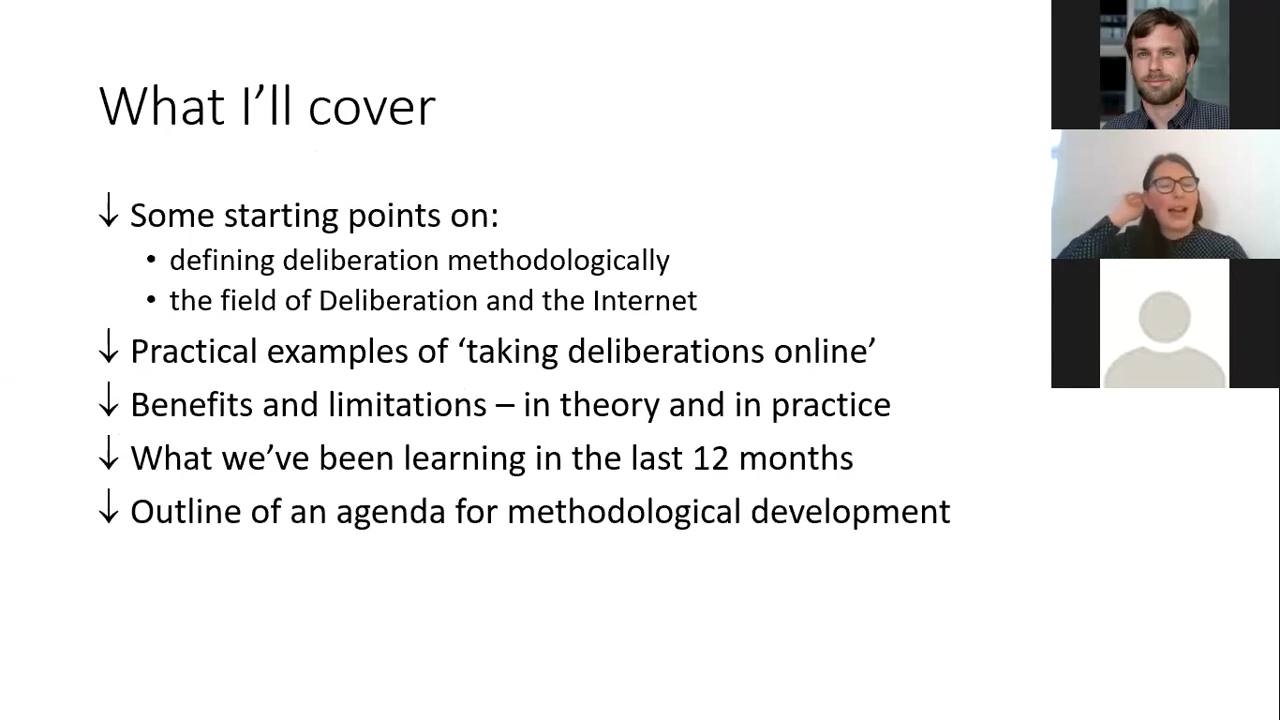 What I’ll cover
↓ Some starting points on:
• defining deliberation methodologically
• the field of Deliberation and the Internet
↓ Practical examples of ‘taking deliberations online’
↓ Benefits and limitations – in theory and in practice
↓ What we’ve been learning in the last 12 months
↓ Outline of an agenda for methodological development